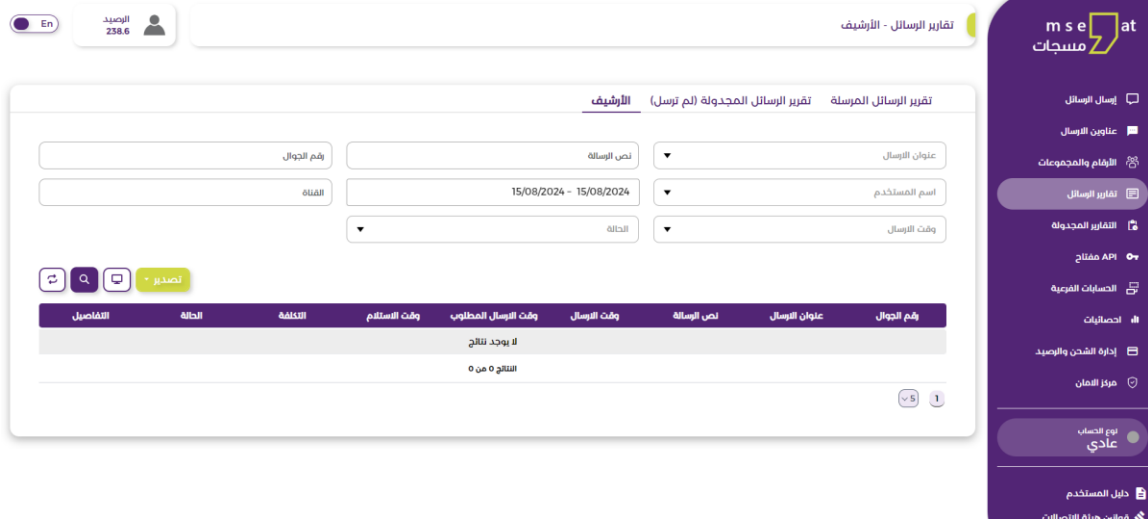 mse at
مسجات
تقارير الرسائل - الأرشيف
الرصيد
238.6
En
إرسال الرسائل
عناوين الارسال
الأرقام والمجموعات
تقارير الرسائل
التقارير المجدولة
API مفتاح
الحسابات الفرعية
احصائيات
إدارة الشحن والرصيد
مركز الامان
نوع الحساب
عادي
دليل المستخدم
قوانين هيئة الاتصالات
تقرير الرسائل المرسلة تقرير الرسائل المجدولة (لم ترسل) الأرشيف
عنوان الارسال نص الرسالة رقم الجوال
اسم المستخدم 15/08/2024 - 15/08/2024 القناة
وقت الارسال الحالة
تصدير
رقم الجوال عنوان الارسال نص الرسالة وقت الارسال وقت الارسال المطلوب وقت الاستلام التكلفة الحالة التفاصيل
لا يوجد نتائج
النتائج 0 من 0
1 5